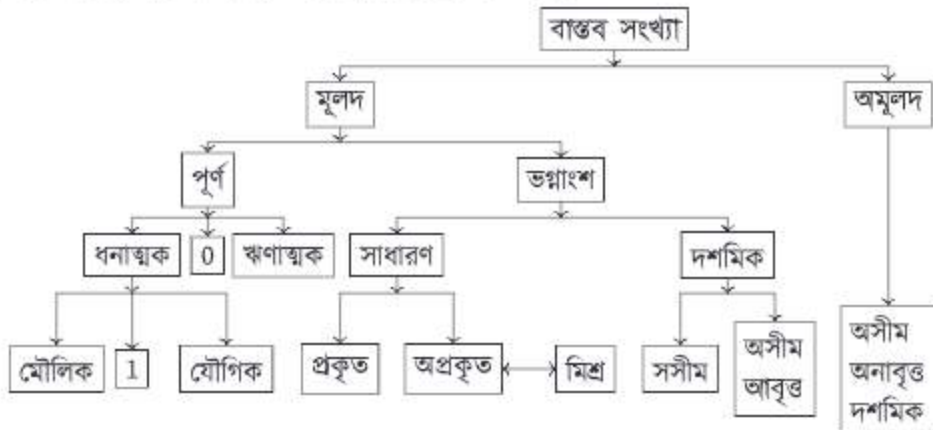 বাস্তব সংখ্যা
মূলদ
অমূলদ
পূর্ণ
ভগ্নাংশ
ধনাত্মক
0
ঋণাত্মক
সাধারণ
দশমিক
মৌলিক
1
যৌগিক
প্রকৃত
অপ্রকৃত
মিশ্র
সসীম
অসীম
আবৃত্ত
অসীম
অনাবৃত্ত
দশমিক